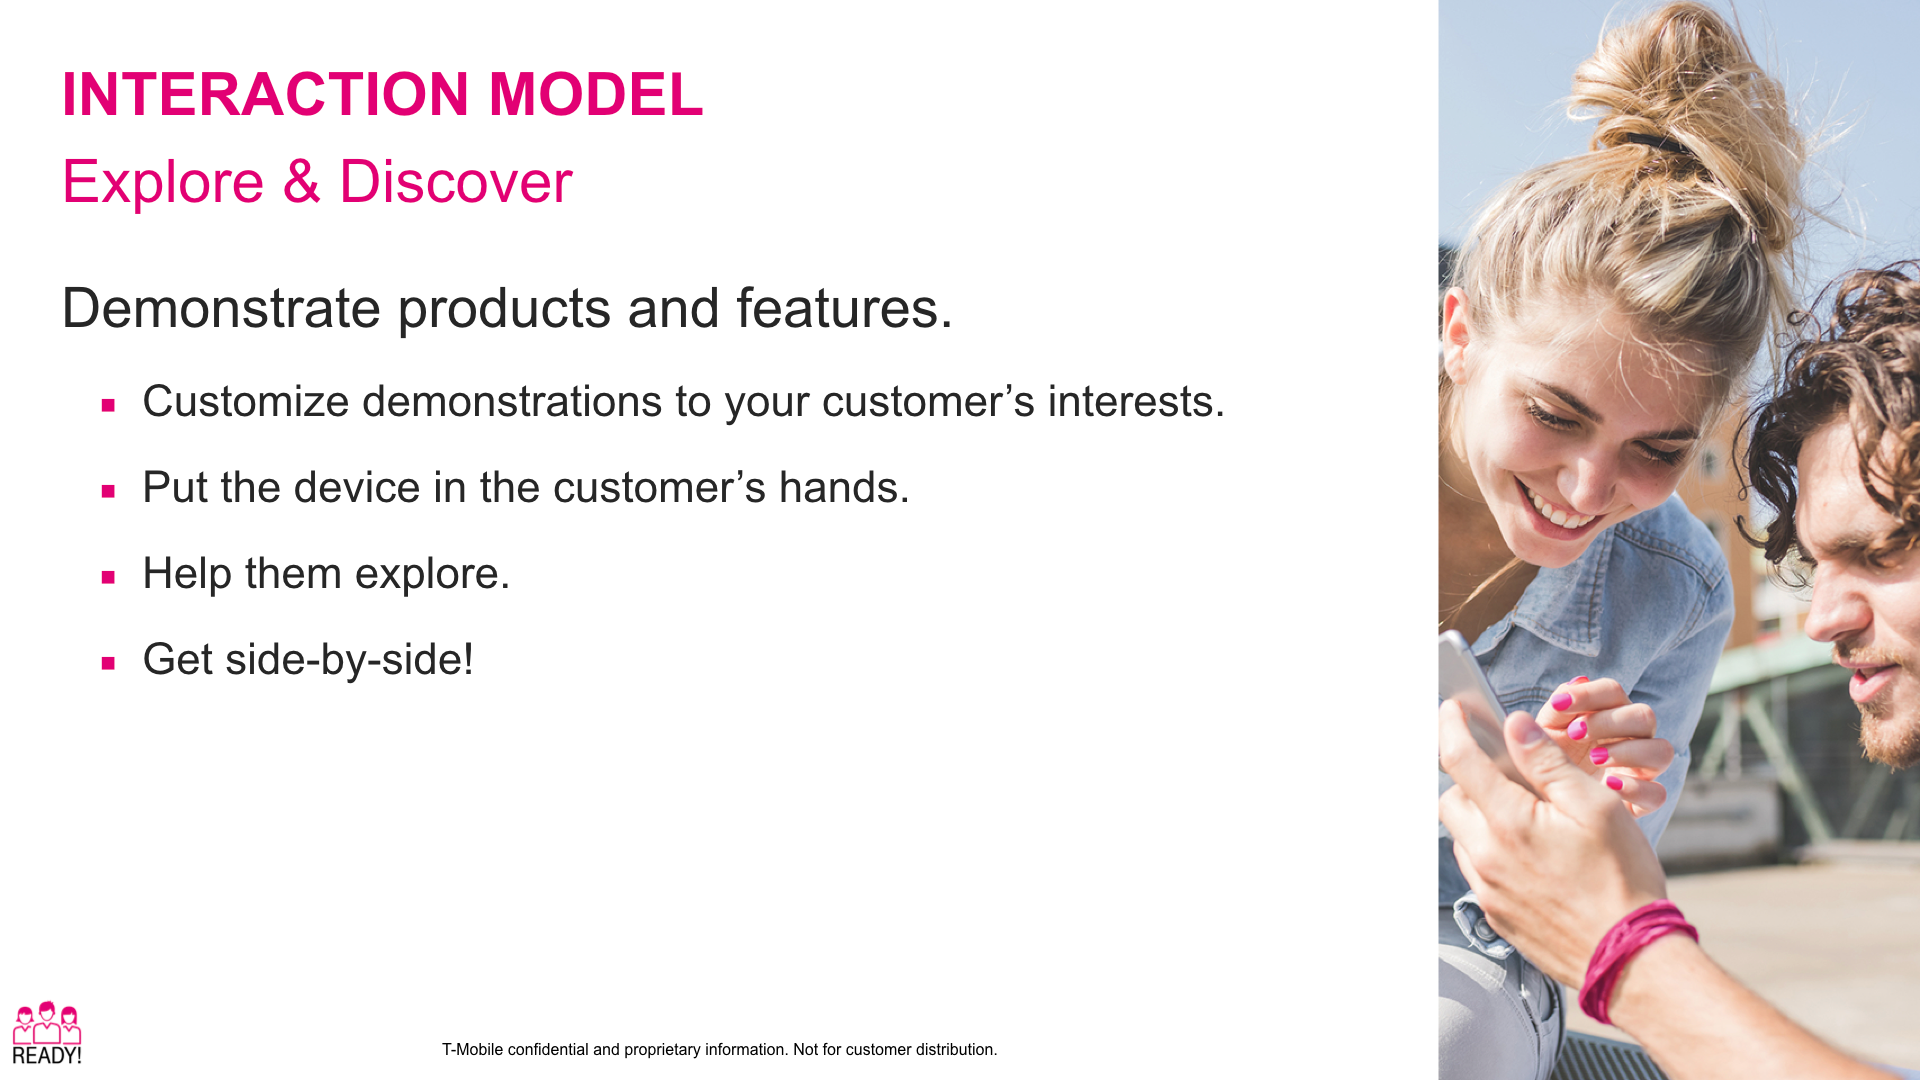 INTERACTION MODEL
Explore & Discover
Demonstrate products and features.
Customize demonstrations to your customer’s interests.
Put the device in the customer’s hands.
Help them explore.
Get side-by-side!
READY!
T-Mobile confidential and proprietary information. Not for customer distribution.